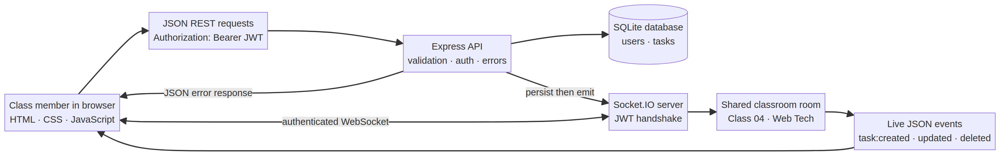 JSON REST requests
Authorization: Bearer JWT
Express API
validation · auth · errors
SQLite database
users · tasks
JSON error response
persist then emit
Class member in browser
HTML · CSS · JavaScript
authenticated WebSocket
Socket.IO server
JWT handshake
Shared classroom room
Class 04 · Web Tech
Live JSON events
task:created · updated · deleted